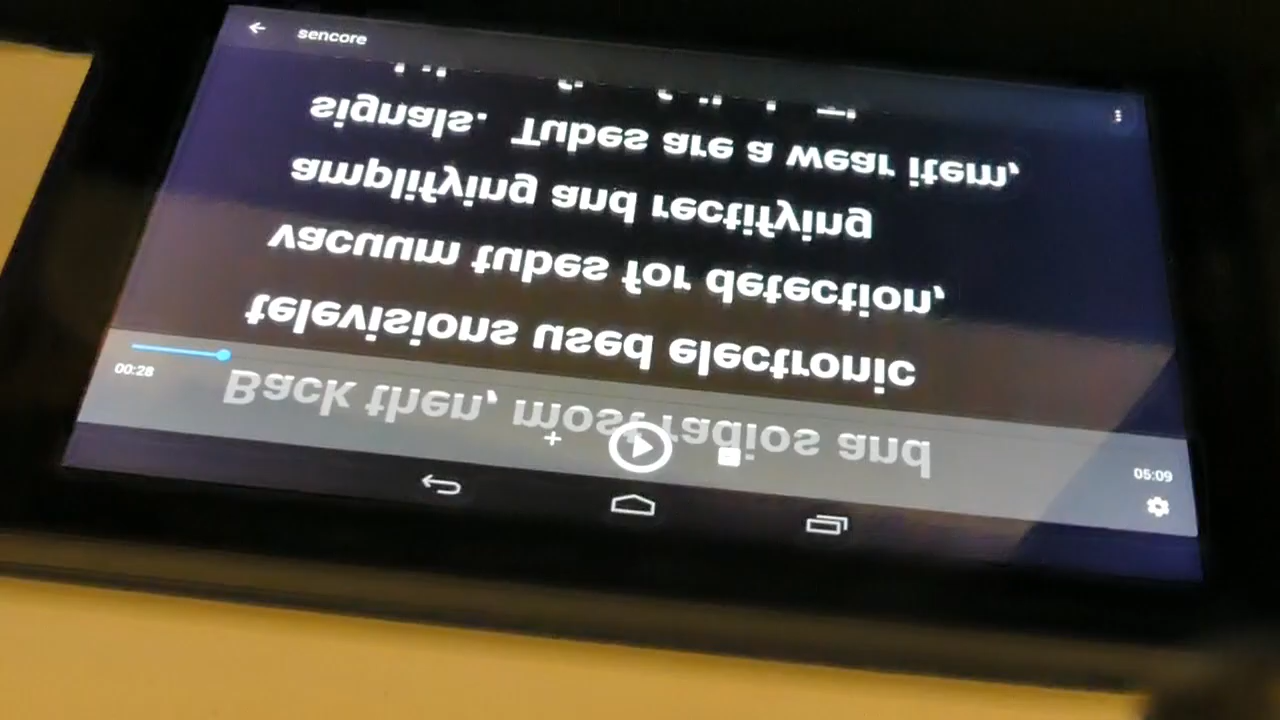 sencore
Back then, most radios and
televisions used electronic
vacuum tubes for detection,
amplifying and rectifying
signals. Tubes are a wear item,
00:28
05:09